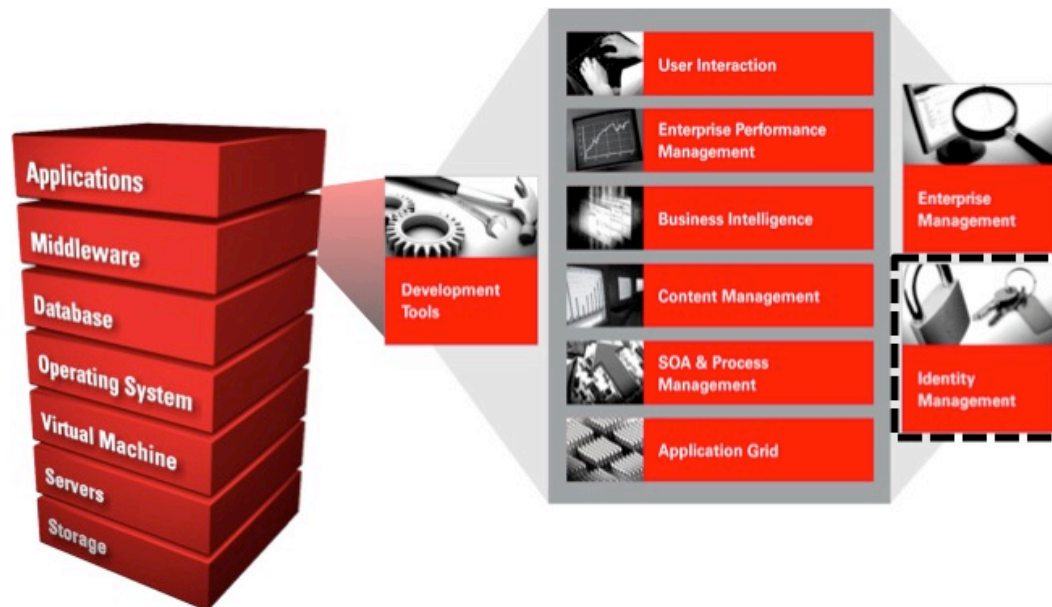 Applications
Middleware
Database
Operating System
Virtual Machine
Servers
Storage
Development
Tools
User Interaction
Enterprise Performance
Management
Business Intelligence
Content Management
SOA & Process
Management
Application Grid
Enterprise
Management
Identity
Management